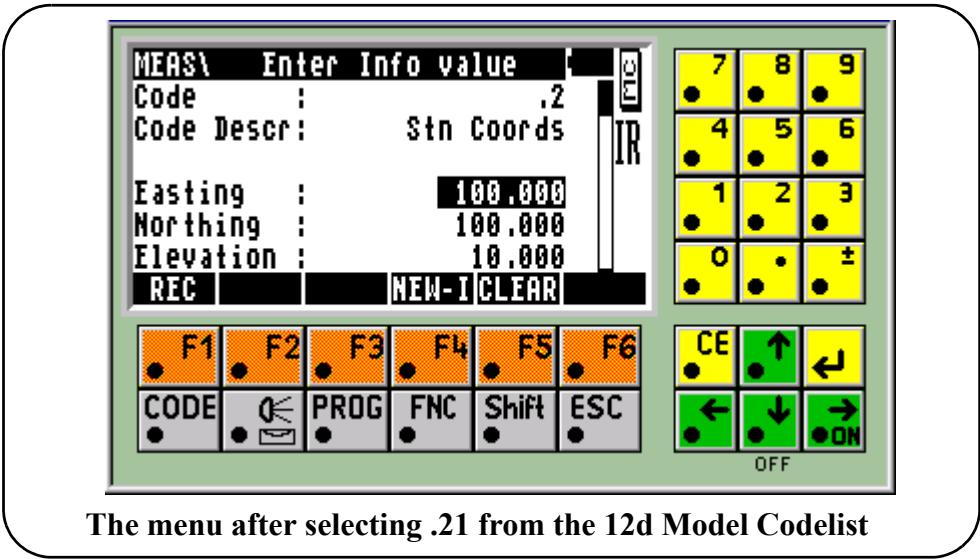 MEAS\ Enter Info value
mc
Code : .2
Code Descr: Stn Coords
IR
Easting : 100.000
Northing : 100.000
Elevation : 10.000
REC NEW-I CLEAR
7 8 9
4 5 6
1 2 3
0 . ±
F1 F2 F3 F4 F5 F6
CE ↑ ↵
CODE PROG FNC Shift ESC
← ↓ → ON
OFF
The menu after selecting .21 from the 12d Model Codelist